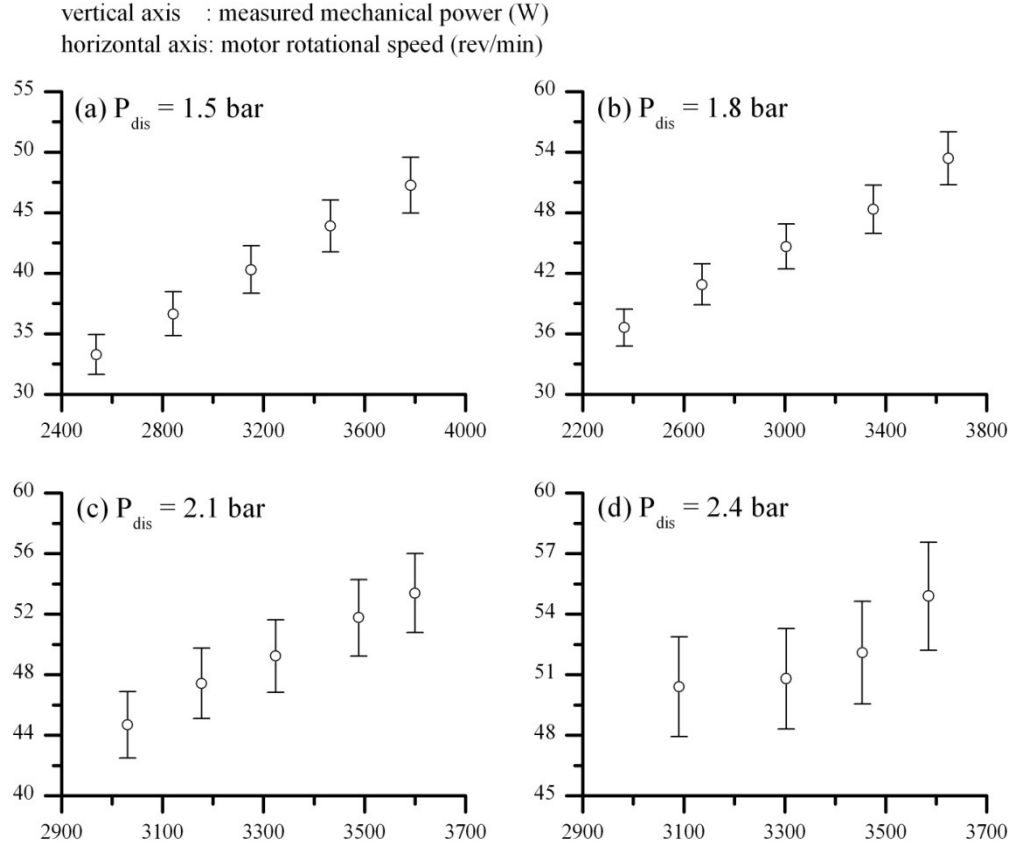 vertical axis : measured mechanical power (W)
horizontal axis: motor rotational speed (rev/min)
(a) P_dis = 1.5 bar
55
50
45
40
35
30
2400 2800 3200 3600 4000
(b) P_dis = 1.8 bar
60
54
48
42
36
30
2200 2600 3000 3400 3800
(c) P_dis = 2.1 bar
60
56
52
48
44
40
2900 3100 3300 3500 3700
(d) P_dis = 2.4 bar
60
57
54
51
48
45
2900 3100 3300 3500 3700